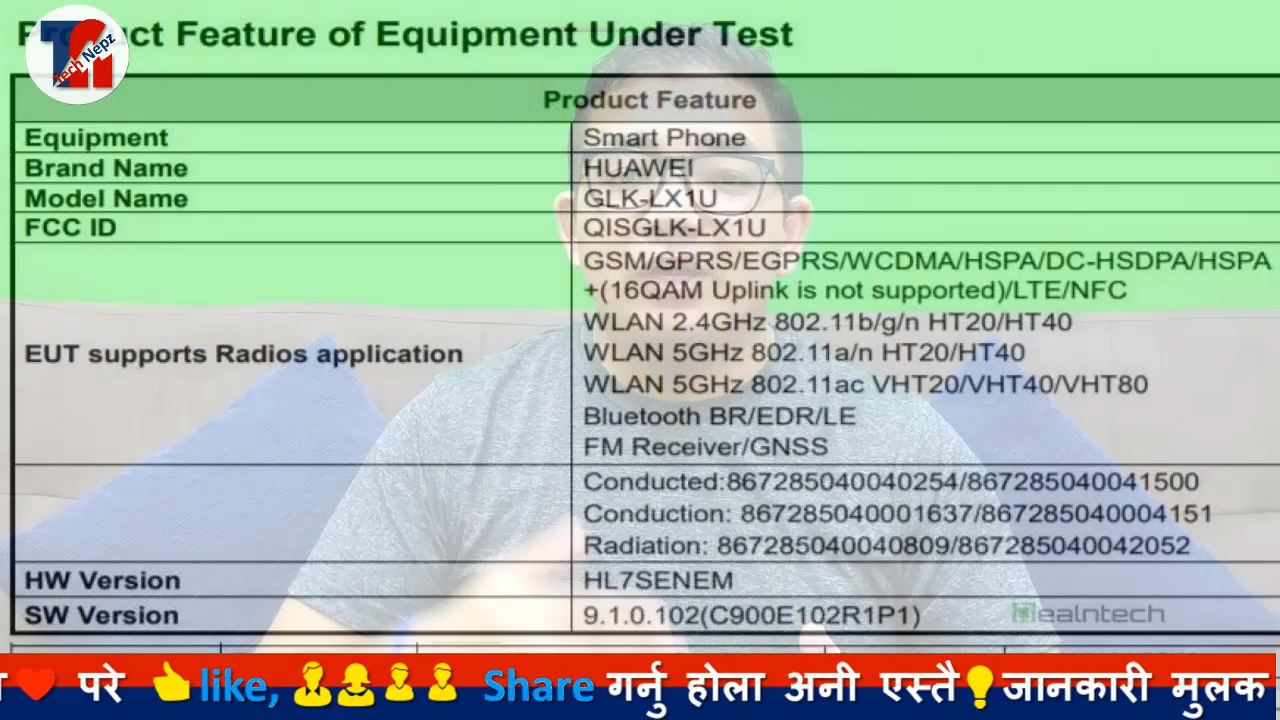 Product Feature of Equipment Under Test
Tech Nepz
Product Feature
Equipment Smart Phone
Brand Name HUAWEI
Model Name GLK-LX1U
FCC ID QISGLK-LX1U
EUT supports Radios application
GSM/GPRS/EGPRS/WCDMA/HSPA/DC-HSDPA/HSPA
+(16QAM Uplink is not supported)/LTE/NFC
WLAN 2.4GHz 802.11b/g/n HT20/HT40
WLAN 5GHz 802.11a/n HT20/HT40
WLAN 5GHz 802.11ac VHT20/VHT40/VHT80
Bluetooth BR/EDR/LE
FM Receiver/GNSS
Conducted:867285040040254/867285040041500
Conduction: 867285040001637/867285040004151
Radiation: 867285040040809/867285040042052
HW Version HL7SENEM
SW Version 9.1.0.102(C900E102R1P1)
ealntech
परे like, Share गर्नु होला अनी एस्तै जानकारी मुलक